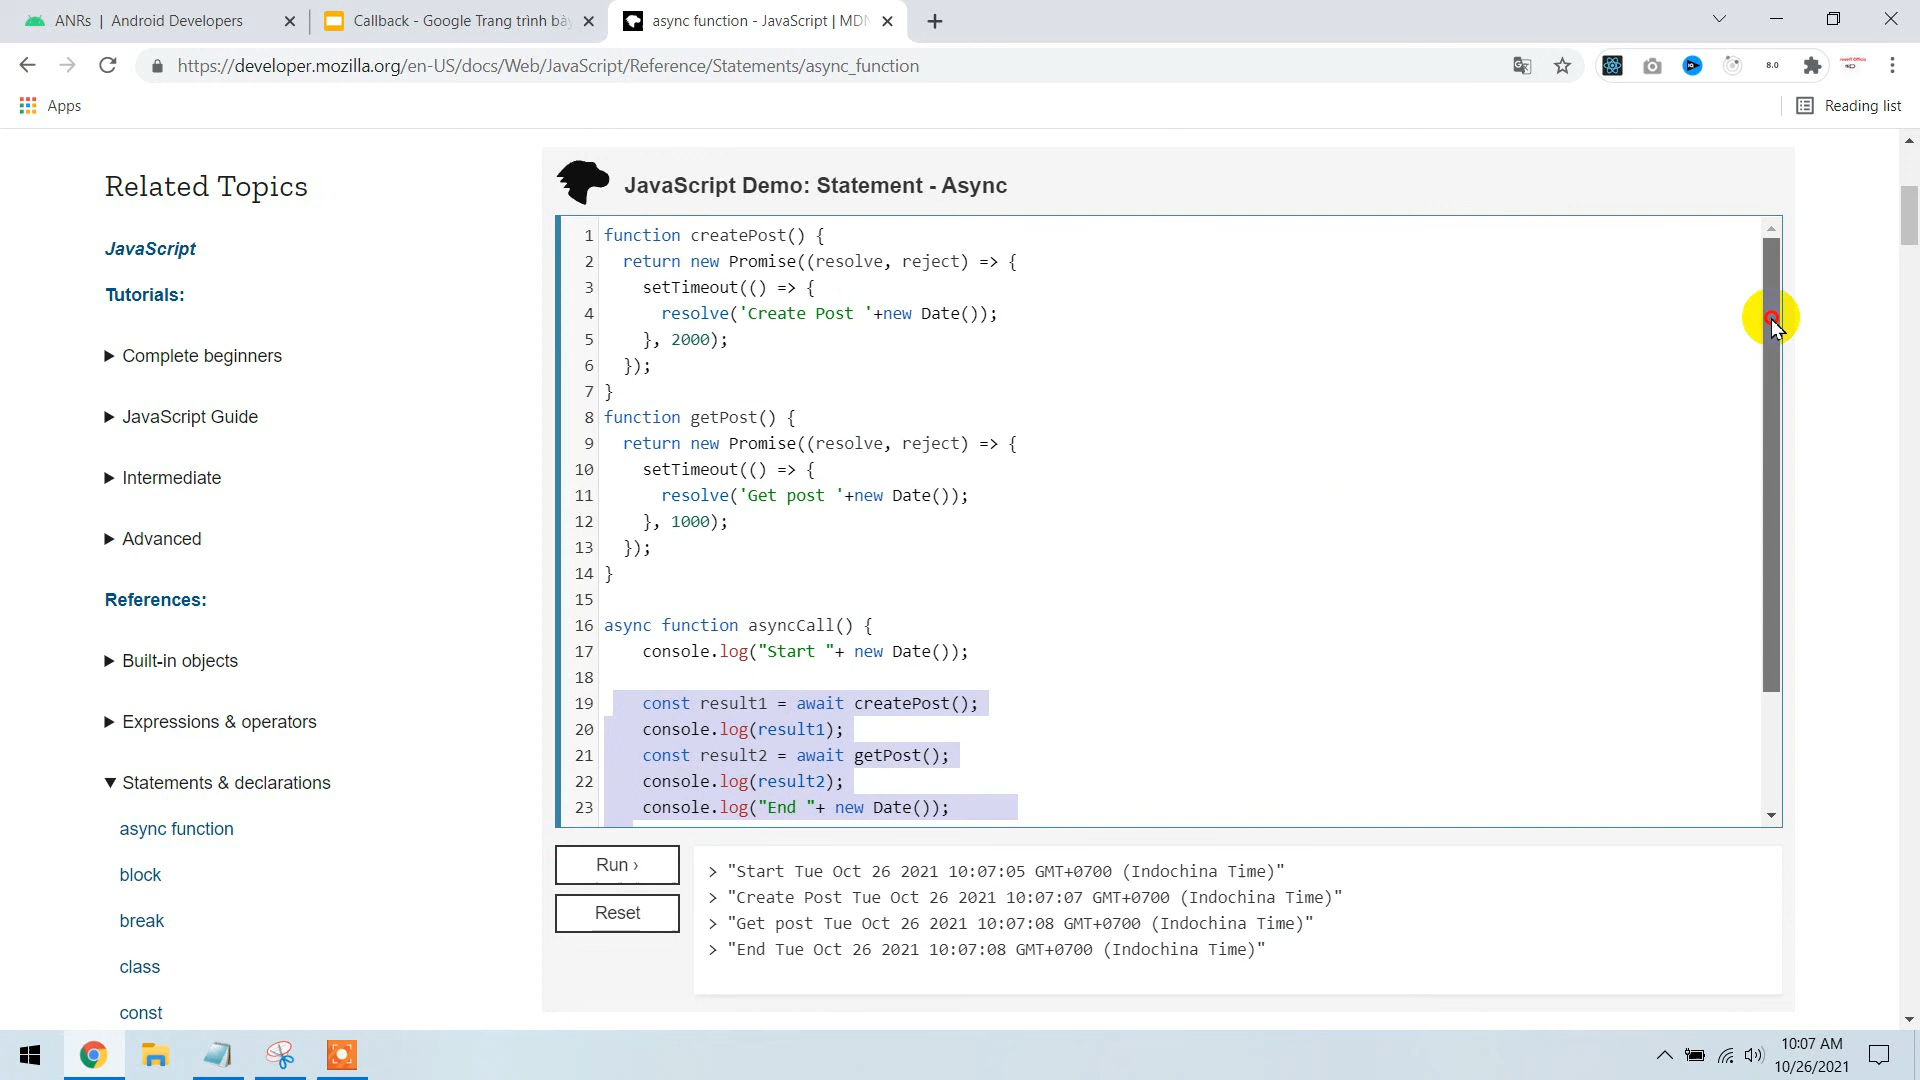 ANRs | Android Developers
Callback - Google Trang trình bày
async function - JavaScript | MDN
https://developer.mozilla.org/en-US/docs/Web/JavaScript/Reference/Statements/async_function
8.0
Apps
Reading list
Related Topics
JavaScript
Tutorials:
Complete beginners
JavaScript Guide
Intermediate
Advanced
References:
Built-in objects
Expressions & operators
Statements & declarations
async function
block
break
class
const
JavaScript Demo: Statement - Async
1 function createPost() {
2 return new Promise((resolve, reject) => {
3 setTimeout(() => {
4 resolve('Create Post '+new Date());
5 }, 2000);
6 });
7 }
8 function getPost() {
9 return new Promise((resolve, reject) => {
10 setTimeout(() => {
11 resolve('Get post '+new Date());
12 }, 1000);
13 });
14 }
15
16 async function asyncCall() {
17 console.log("Start "+ new Date());
18
19 const result1 = await createPost();
20 console.log(result1);
21 const result2 = await getPost();
22 console.log(result2);
23 console.log("End "+ new Date());
Run ›
Reset
> "Start Tue Oct 26 2021 10:07:05 GMT+0700 (Indochina Time)"
> "Create Post Tue Oct 26 2021 10:07:07 GMT+0700 (Indochina Time)"
> "Get post Tue Oct 26 2021 10:07:08 GMT+0700 (Indochina Time)"
> "End Tue Oct 26 2021 10:07:08 GMT+0700 (Indochina Time)"
10:07 AM
10/26/2021